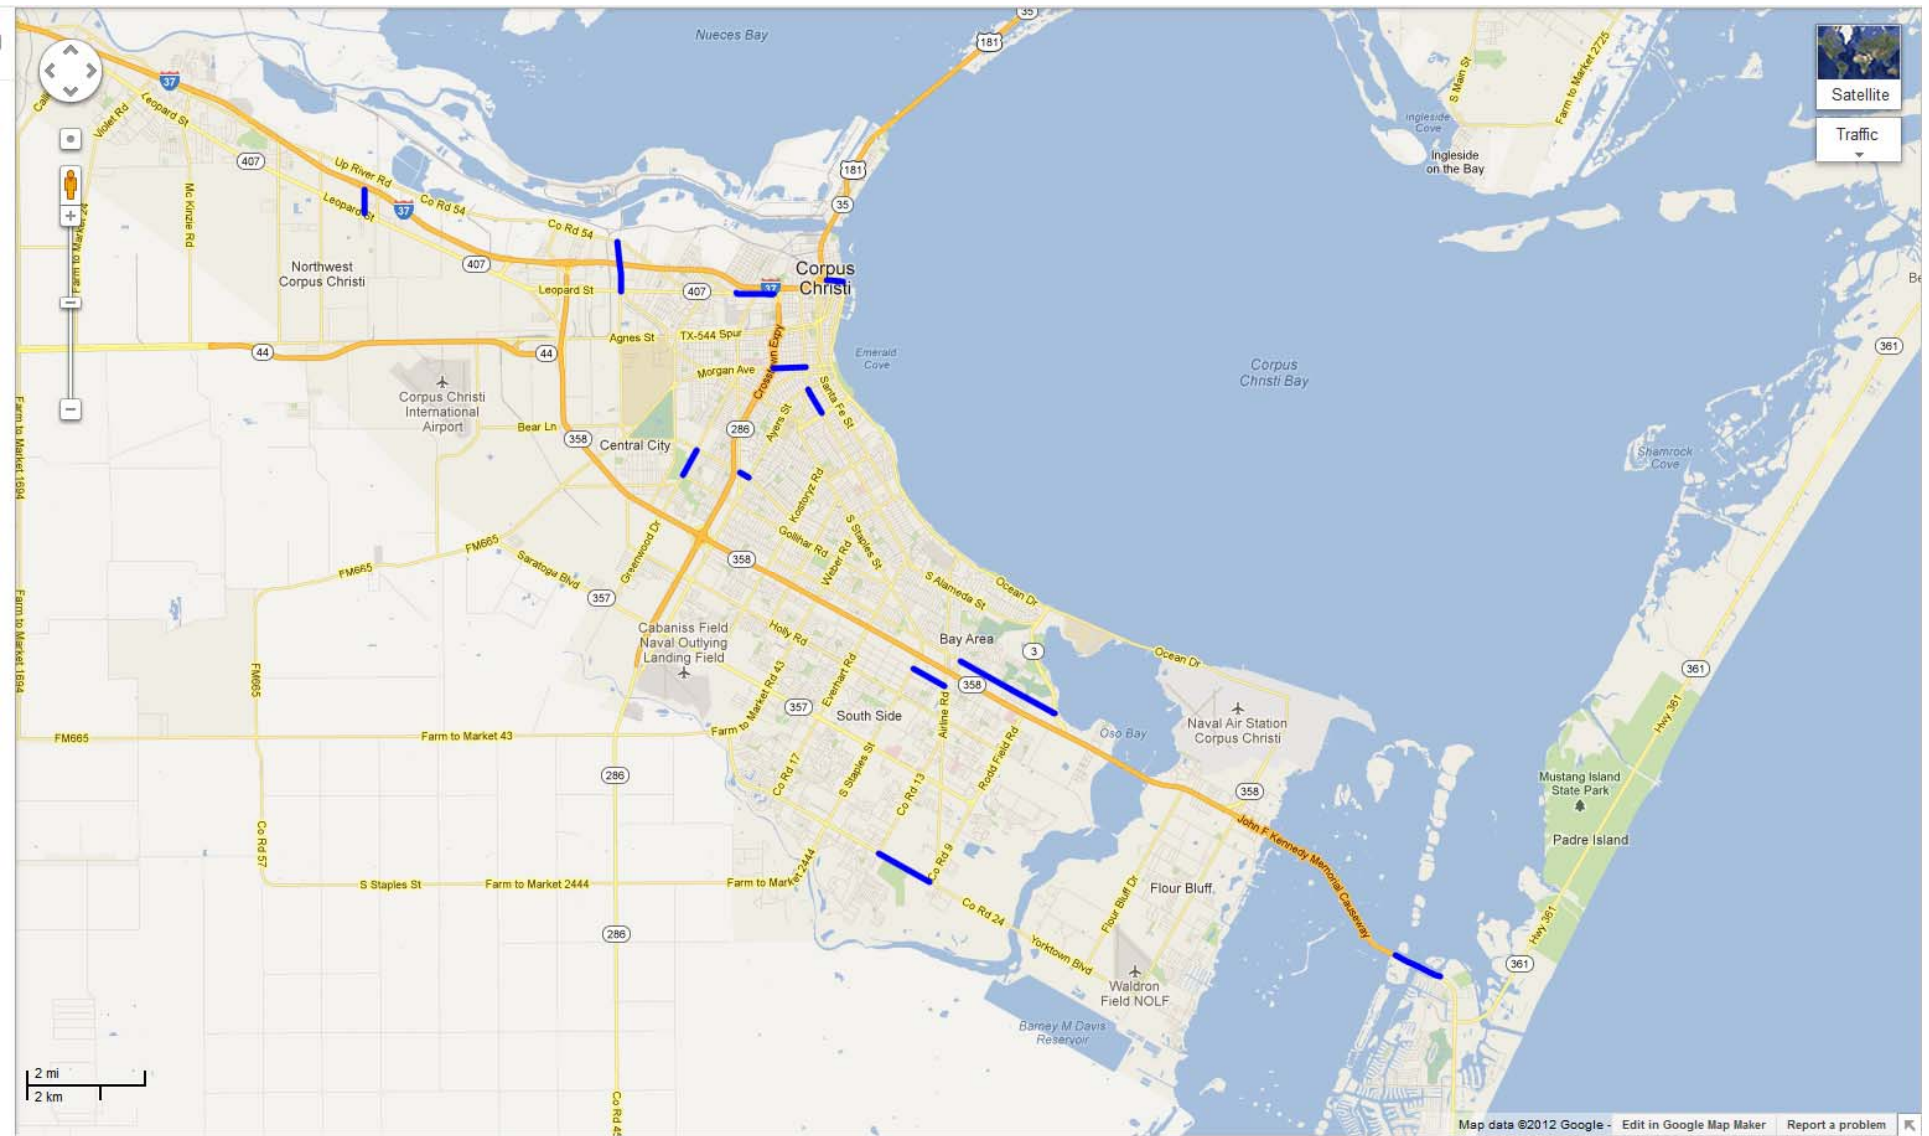 35
Nueces Bay
181
S Main St
Farm to Market 2725
Satellite
Traffic
37
Leopard St
Violet Rd
407
Up River Rd
Mc Kinzie Rd
Leopard St
37
Co Rd 54
181
35
Ingleside
Cove
Ingleside
on the Bay
Co Rd 54
407
Northwest
Corpus Christi
Leopard St
407
37
Corpus
Christi
Agnes St
TX-544 Spur
44
44
Morgan Ave
Crosstown Expy
Emerald
Cove
Corpus
Christi Bay
361
Corpus Christi
International
Airport
Santa Fe St
Ayers St
286
Bear Ln
358
Central City
Farm to Market 1694
Shamrock
Cove
Kostoryz Rd
S Staples St
Gollihar Rd
Weber Rd
358
Greenwood Dr
FM665
FM665
Saratoga Blvd
357
S Alameda St
Ocean Dr
Farm to Market 1694
Cabaniss Field
Naval Outlying
Landing Field
Holly Rd
Bay Area
3
Ocean Dr
361
FM665
Farm to Market Rd 43
Everhart Rd
358
357
South Side
Airline Rd
Naval Air Station
Corpus Christi
Hwy 361
FM665
Farm to Market 43
Oso Bay
Rodd Field Rd
286
Co Rd 17
S Staples St
Co Rd 13
358
Mustang Island
State Park
Padre Island
John F Kennedy Memorial Causeway
Co Rd 57
S Staples St
Farm to Market 2444
Farm to Market 2444
Co Rd 9
Flour Bluff
Flour Bluff Dr
Co Rd 24
Hwy 361
286
Yorktown Blvd
361
Waldron
Field NOLF
Barney M Davis
Reservoir
2 mi
2 km
Map data ©2012 Google -
Edit in Google Map Maker
Report a problem